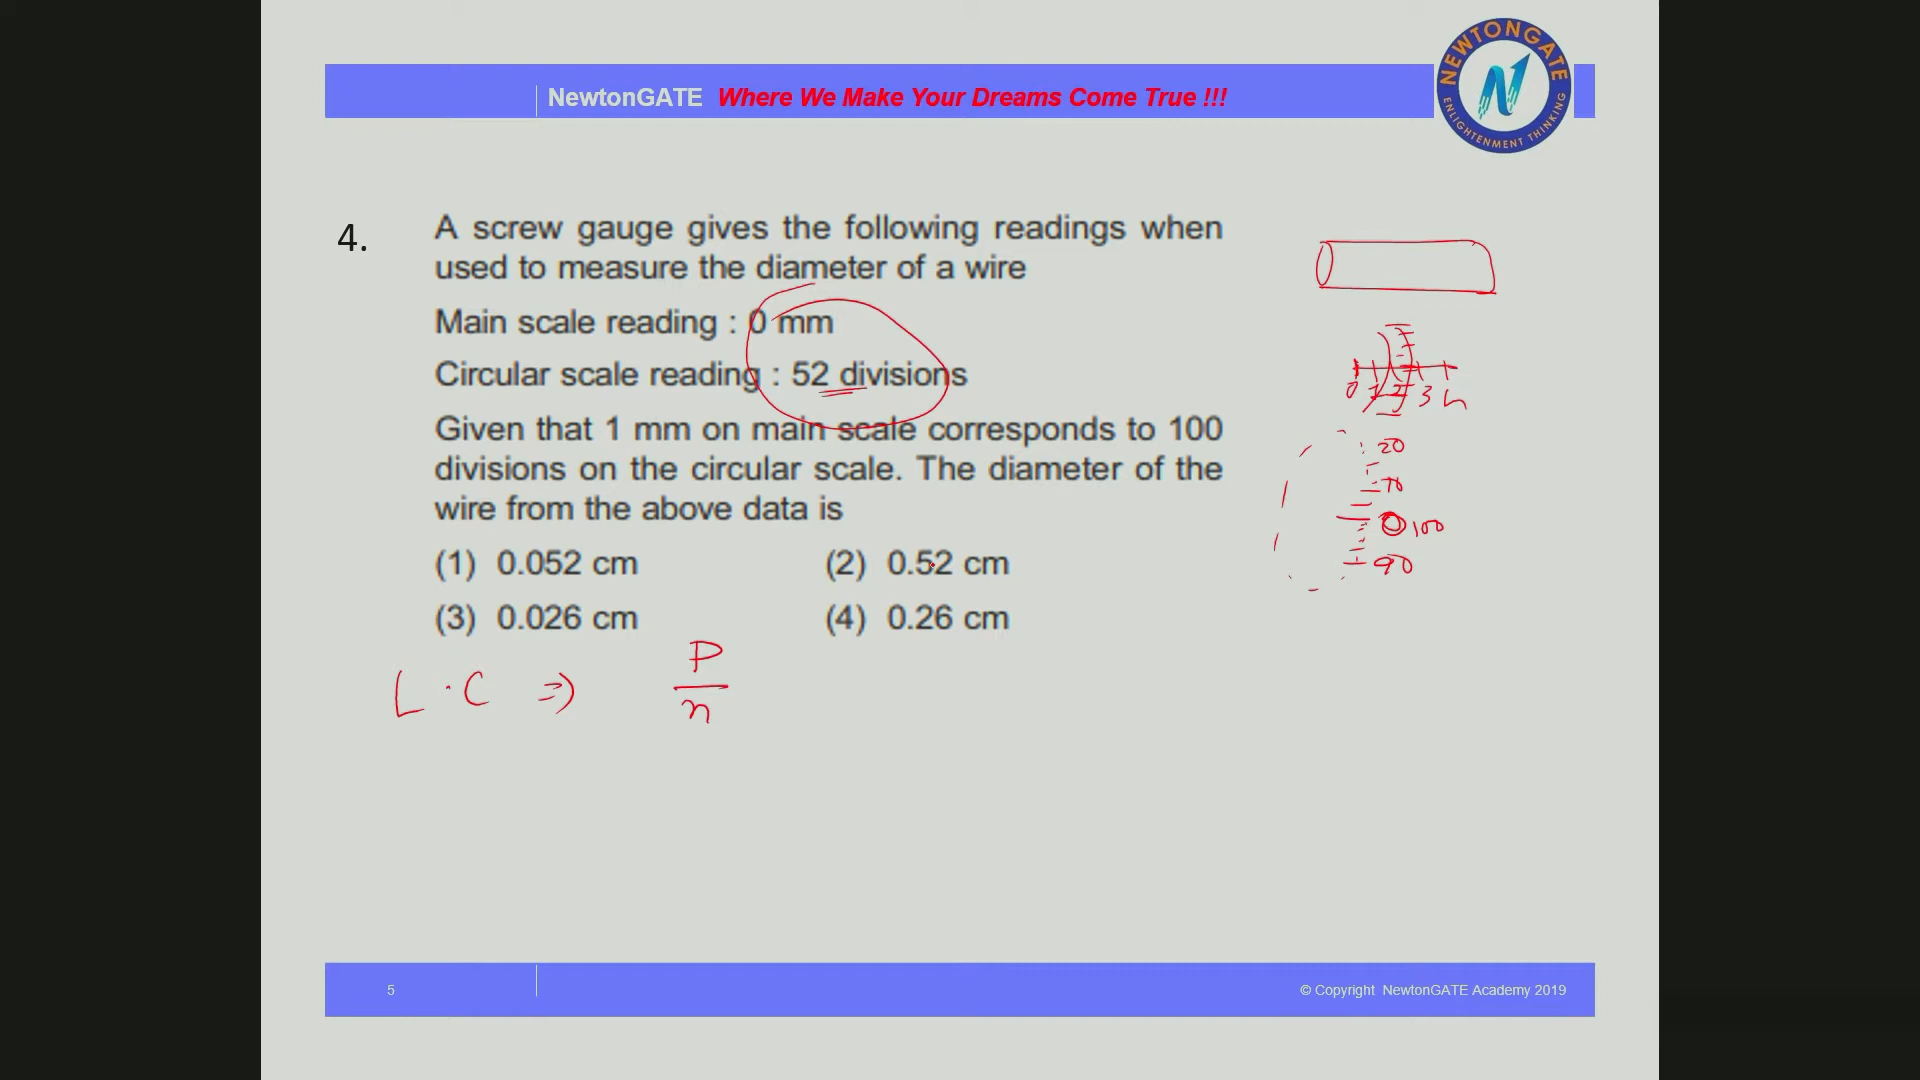 NEWTONGATE
ENLIGHTENMENT THINKING
NewtonGATE Where We Make Your Dreams Come True !!!
4. A screw gauge gives the following readings when
used to measure the diameter of a wire
Main scale reading : 0 mm
Circular scale reading : 52 divisions
Given that 1 mm on main scale corresponds to 100
divisions on the circular scale. The diameter of the
wire from the above data is
(1) 0.052 cm (2) 0.52 cm
(3) 0.026 cm (4) 0.26 cm
L.C ⇒ P
n
0 1 2 3 4
20
10
0 100
90
5
© Copyright NewtonGATE Academy 2019